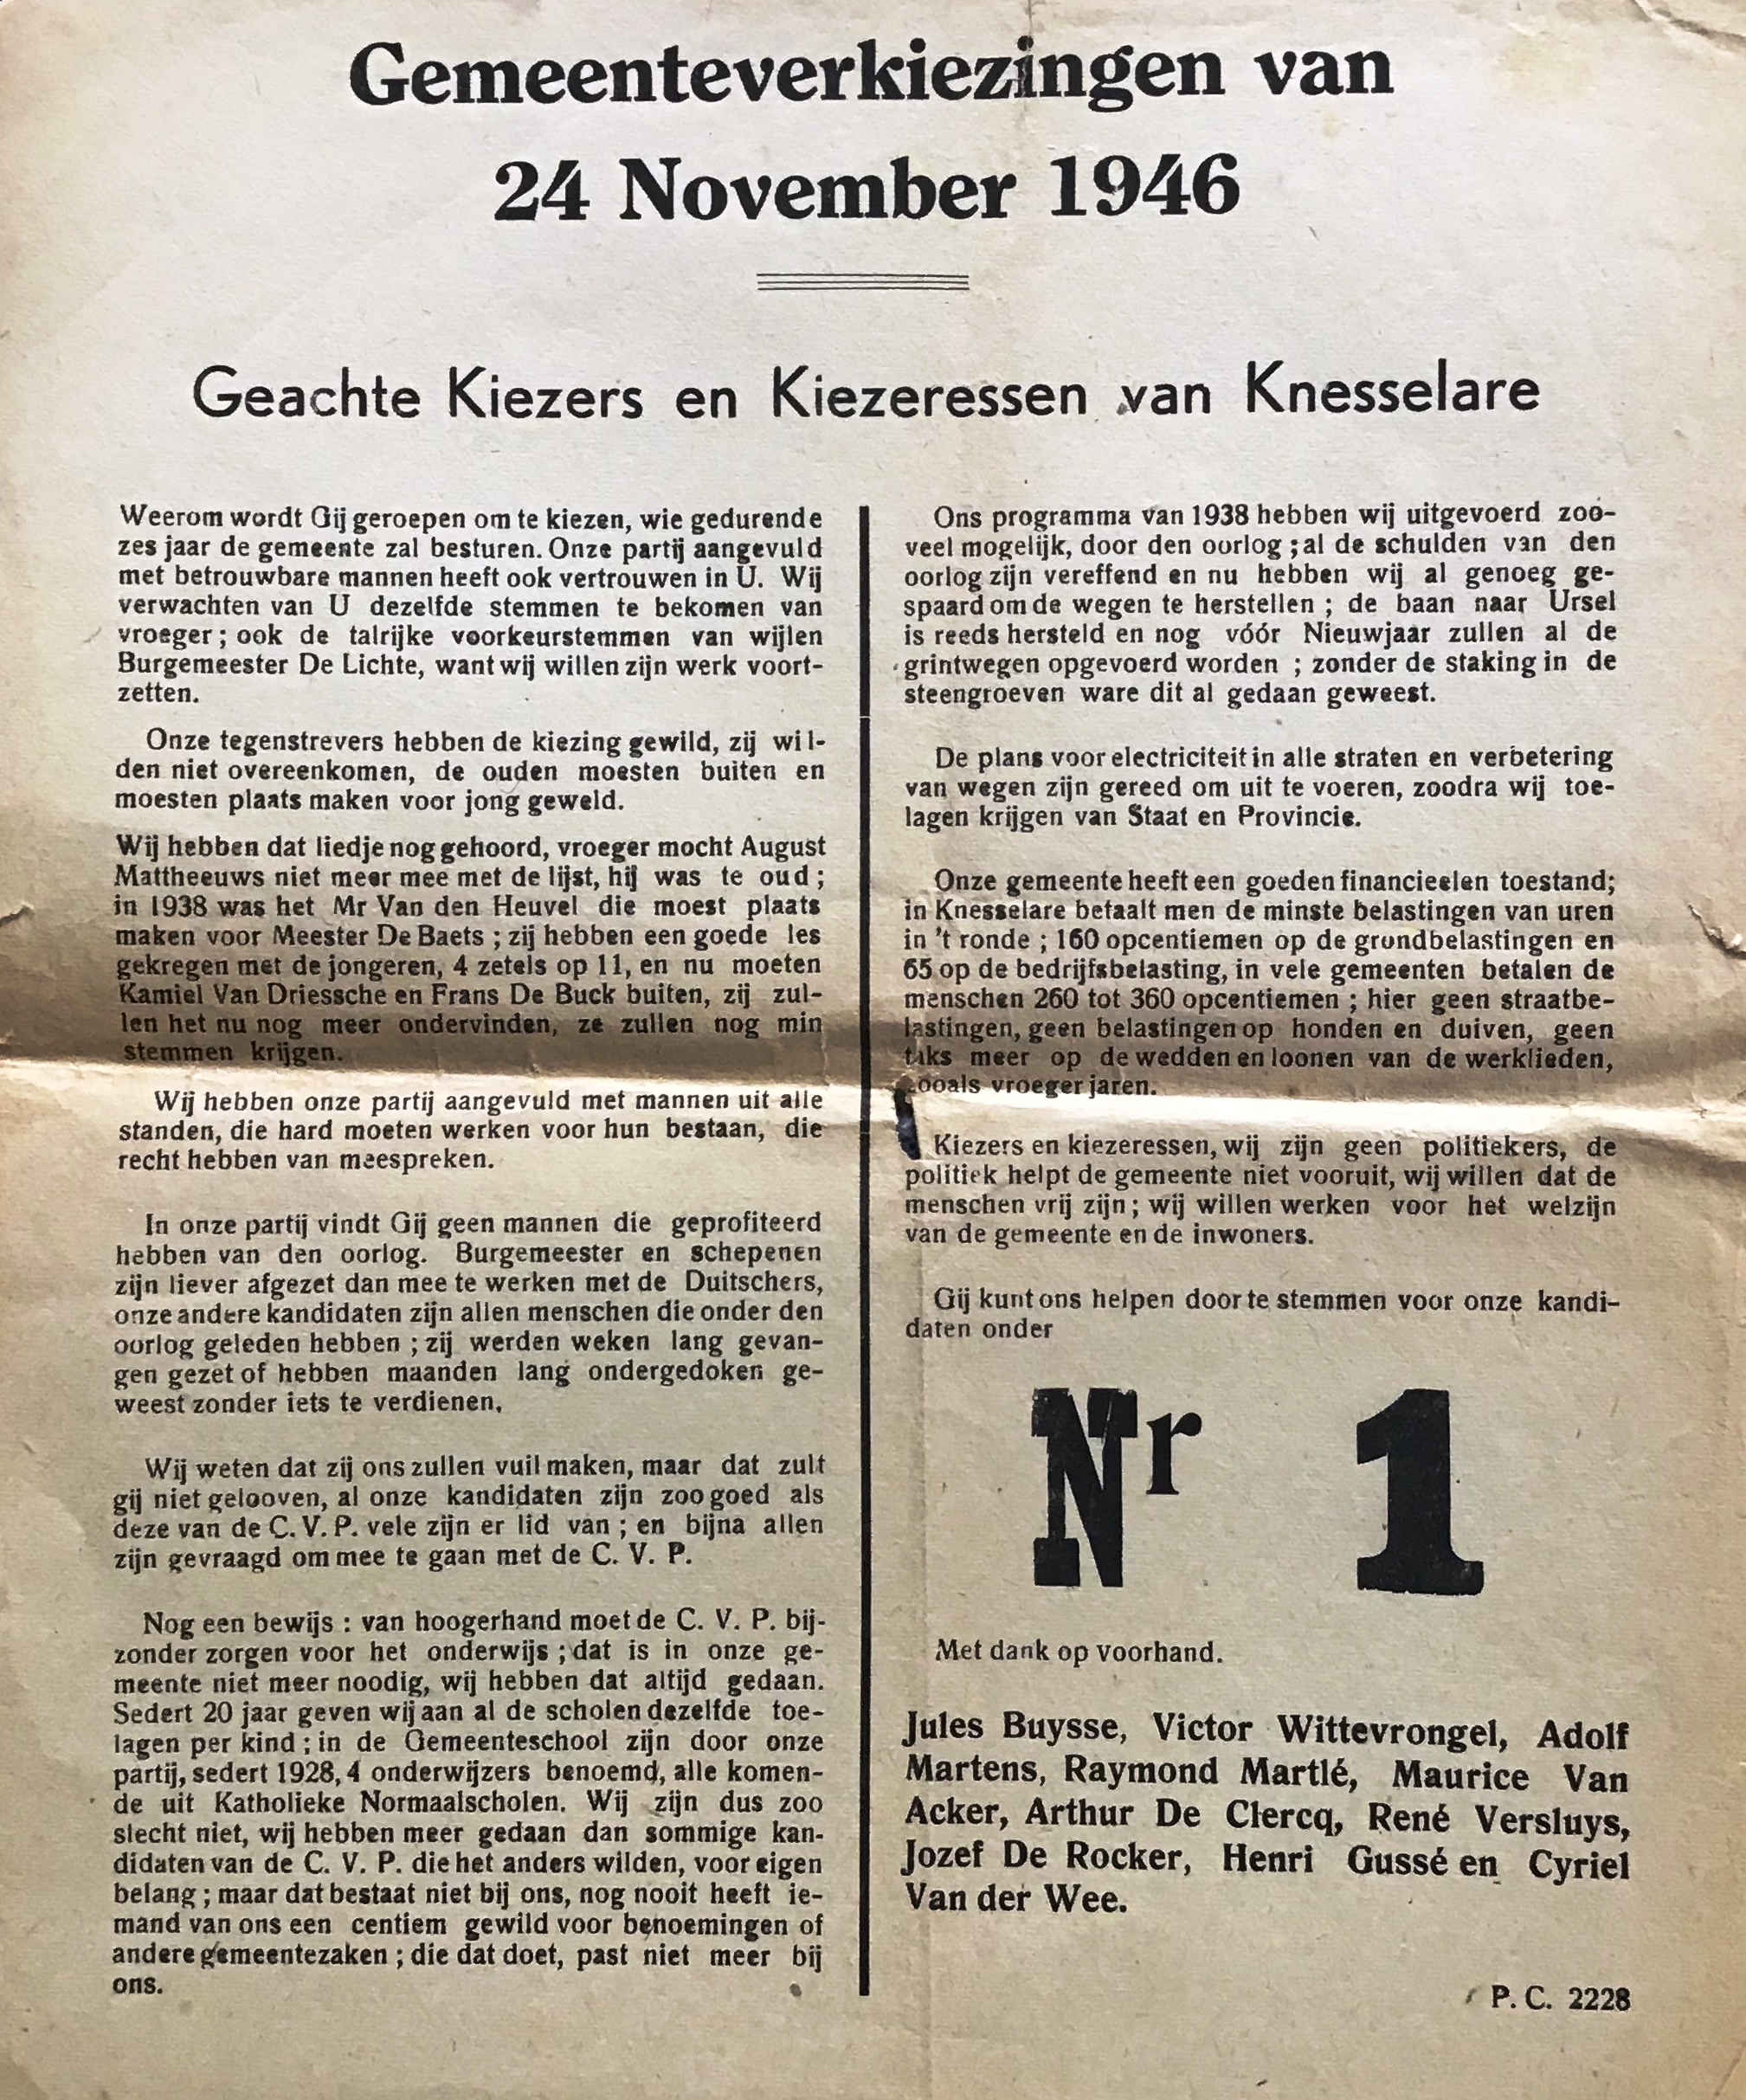 Gemeenteverkiezingen van
24 November 1946
Geachte Kiezers en Kiezeressen van Knesselare
Weerom wordt Gij geroepen om te kiezen, wie gedurende
zes jaar de gemeente zal besturen. Onze partij aangevuld
met betrouwbare mannen heeft ook vertrouwen in U. Wij
verwachten van U dezelfde stemmen te bekomen van
vroeger ; ook de talrijke voorkeurstemmen van wijlen
Burgemeester De Lichte, want wij willen zijn werk voort-
zetten.
Onze tegenstrevers hebben de kiezing gewild, zij wil-
den niet overeenkomen, de ouden moesten buiten en
moesten plaats maken voor jong geweld.
Wij hebben dat liedje nog gehoord, vroeger mocht August
Mattheeuws niet meer mee met de lijst, hij was te oud ;
in 1938 was het Mr Van den Heuvel die moest plaats
maken voor Meester De Baets ; zij hebben een goede les
gekregen met de jongeren, 4 zetels op 11, en nu moeten
Kamiel Van Driessche en Frans De Buck buiten, zij zul-
len het nu nog meer ondervinden, ze zullen nog min
stemmen krijgen.
Wij hebben onze partij aangevuld met mannen uit alle
standen, die hard moeten werken voor hun bestaan, die
recht hebben van meespreken.
In onze partij vindt Gij geen mannen die geprofiteerd
hebben van den oorlog. Burgemeester en schepenen
zijn liever afgezet dan mee te werken met de Duitschers,
onze andere kandidaten zijn allen menschen die onder den
oorlog geleden hebben ; zij werden weken lang gevan-
gen gezet of hebben maanden lang ondergedoken ge-
weest zonder iets te verdienen.
Wij weten dat zij ons zullen vuil maken, maar dat zult
gij niet gelooven, al onze kandidaten zijn zoo goed als
deze van de C. V. P. vele zijn er lid van ; en bijna allen
zijn gevraagd om mee te gaan met de C. V. P.
Nog een bewijs : van hoogerhand moet de C. V. P. bij-
zonder zorgen voor het onderwijs ; dat is in onze ge-
meente niet meer noodig, wij hebben dat altijd gedaan.
Sedert 20 jaar geven wij aan al de scholen dezelfde toe-
lagen per kind ; in de Gemeenteschool zijn door onze
partij, sedert 1928, 4 onderwijzers benoemd, alle komen-
de uit Katholieke Normaalscholen. Wij zijn dus zoo
slecht niet, wij hebben meer gedaan dan sommige kan-
didaten van de C. V. P. die het anders wilden, voor eigen
belang ; maar dat bestaat niet bij ons, nog nooit heeft ie-
mand van ons een centiem gewild voor benoemingen of
andere gemeentezaken ; die dat doet, past niet meer bij
ons.
Ons programma van 1938 hebben wij uitgevoerd zoo-
veel mogelijk, door den oorlog ; al de schulden van den
oorlog zijn vereffend en nu hebben wij al genoeg ge-
spaard om de wegen te herstellen ; de baan naar Ursel
is reeds hersteld en nog vóór Nieuwjaar zullen al de
grintwegen opgevoerd worden ; zonder de staking in de
steengroeven ware dit al gedaan geweest.
De plans voor electriciteit in alle straten en verbetering
van wegen zijn gereed om uit te voeren, zoodra wij toe-
lagen krijgen van Staat en Provincie.
Onze gemeente heeft een goeden financieelen toestand;
in Knesselare betaalt men de minste belastingen van uren
in 't ronde ; 160 opcentiemen op de grondbelastingen en
65 op de bedrijfsbelasting, in vele gemeenten betalen de
menschen 260 tot 360 opcentiemen ; hier geen straatbe-
lastingen, geen belastingen op honden en duiven, geen
taks meer op de wedden en loonen van de werklieden,
zooals vroeger jaren.
Kiezers en kiezeressen, wij zijn geen politiekers, de
politiek helpt de gemeente niet vooruit, wij willen dat de
menschen vrij zijn ; wij willen werken voor het welzijn
van de gemeente en de inwoners.
Gij kunt ons helpen door te stemmen voor onze kandi-
daten onder
Nr 1
Met dank op voorhand.
Jules Buysse, Victor Wittevrongel, Adolf
Martens, Raymond Martlé, Maurice Van
Acker, Arthur De Clercq, René Versluys,
Jozef De Rocker, Henri Gussé en Cyriel
Van der Wee.
P. C. 2228